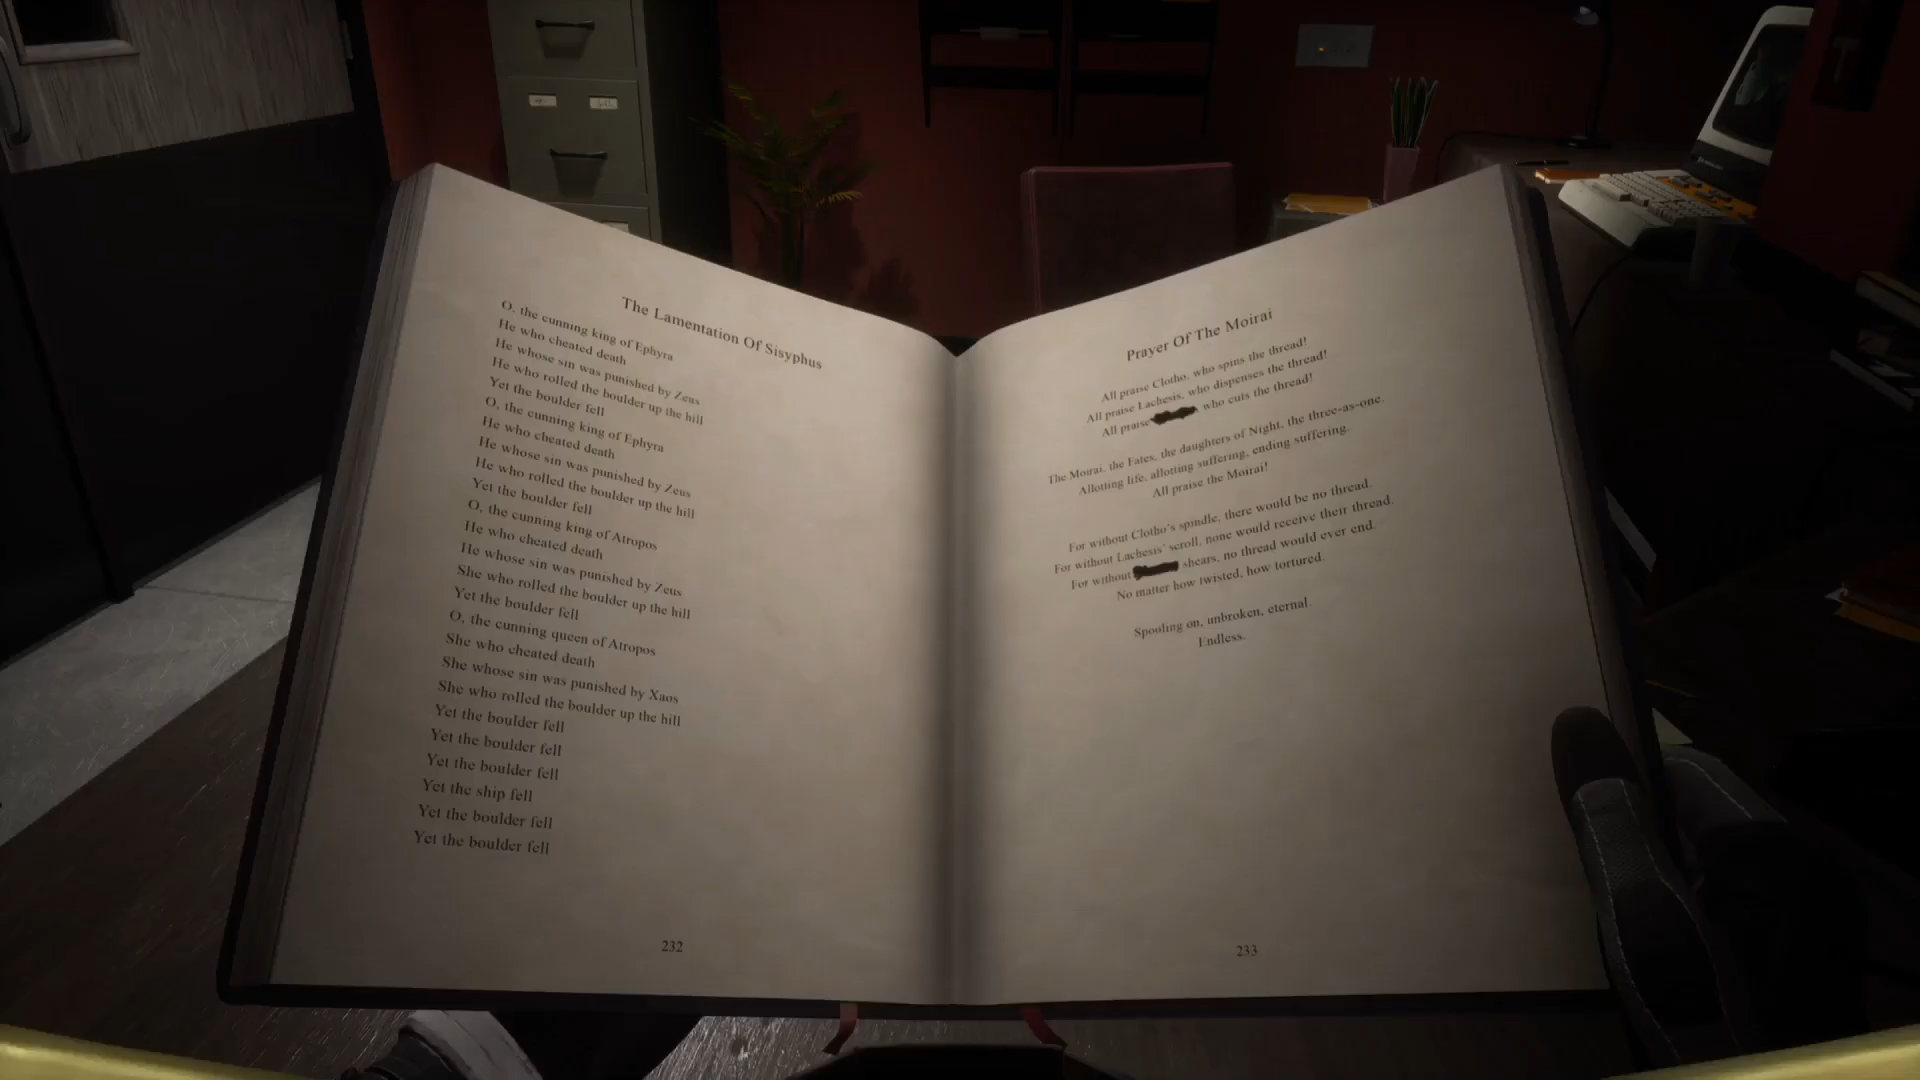 The Lamentation Of Sisyphus
O, the cunning king of Ephyra
He who cheated death
He whose sin was punished by Zeus
He who rolled the boulder up the hill
Yet the boulder fell
O, the cunning king of Ephyra
He who cheated death
He whose sin was punished by Zeus
He who rolled the boulder up the hill
Yet the boulder fell
O, the cunning king of Atropos
He who cheated death
He whose sin was punished by Zeus
She who rolled the boulder up the hill
Yet the boulder fell
O, the cunning queen of Atropos
She who cheated death
She whose sin was punished by Xaos
She who rolled the boulder up the hill
Yet the boulder fell
Yet the boulder fell
Yet the boulder fell
Yet the ship fell
Yet the boulder fell
Yet the boulder fell
232
Prayer Of The Moirai
All praise Clotho, who spins the thread!
All praise Lachesis, who dispenses the thread!
All praise who cuts the thread!
The Moirai, the Fates, the daughters of Night, the three-as-one.
Allotting life, allotting suffering, ending suffering.
All praise the Moirai!
For without Clotho's spindle, there would be no thread.
For without Lachesis' scroll, none would receive their thread.
For without shears, no thread would ever end.
No matter how twisted, how tortured.
Spooling on, unbroken, eternal.
Endless.
233